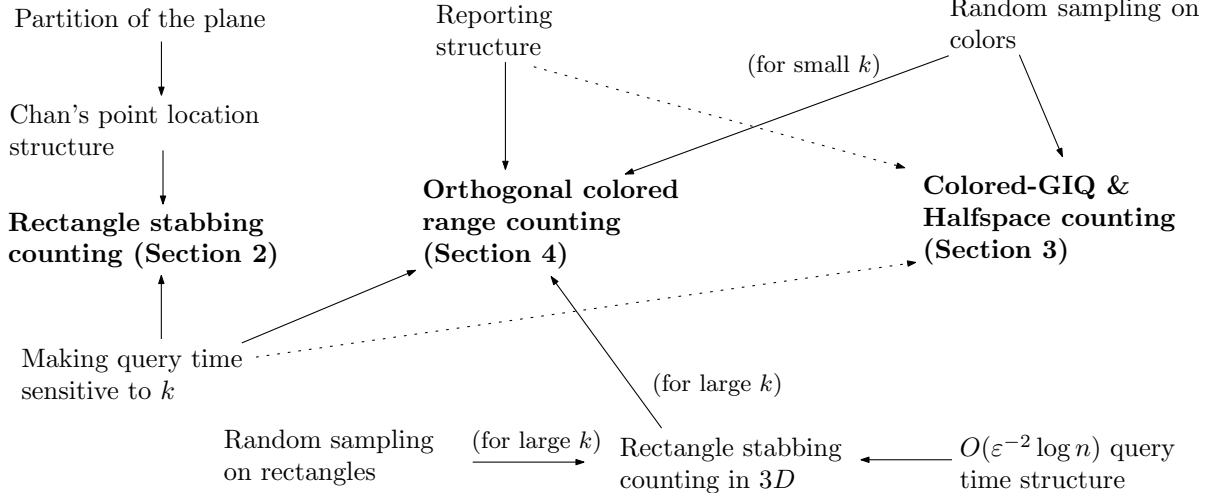 Partition of the plane
Reporting
structure
Random sampling on
colors
(for small k)
Chan's point location
structure
Rectangle stabbing
counting (Section 2)
Orthogonal colored
range counting
(Section 4)
Colored-GIQ &
Halfspace counting
(Section 3)
Making query time
sensitive to k
(for large k)
Random sampling
on rectangles
(for large k)
Rectangle stabbing
counting in 3D
O(ε⁻² log n) query
time structure